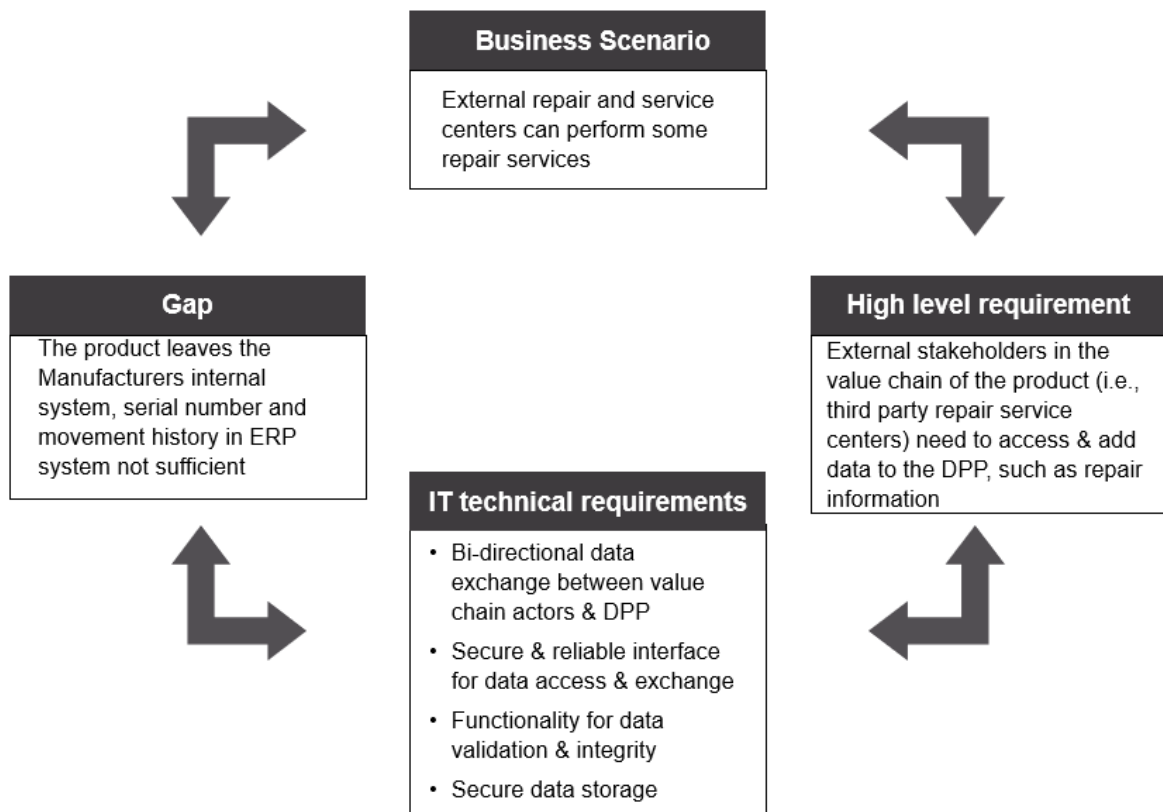 Business Scenario
External repair and service
centers can perform some
repair services
Gap
The product leaves the
Manufacturers internal
system, serial number and
movement history in ERP
system not sufficient
High level requirement
External stakeholders in the
value chain of the product (i.e.,
third party repair service
centers) need to access & add
data to the DPP, such as repair
information
IT technical requirements
• Bi-directional data
exchange between value
chain actors & DPP
• Secure & reliable interface
for data access & exchange
• Functionality for data
validation & integrity
• Secure data storage